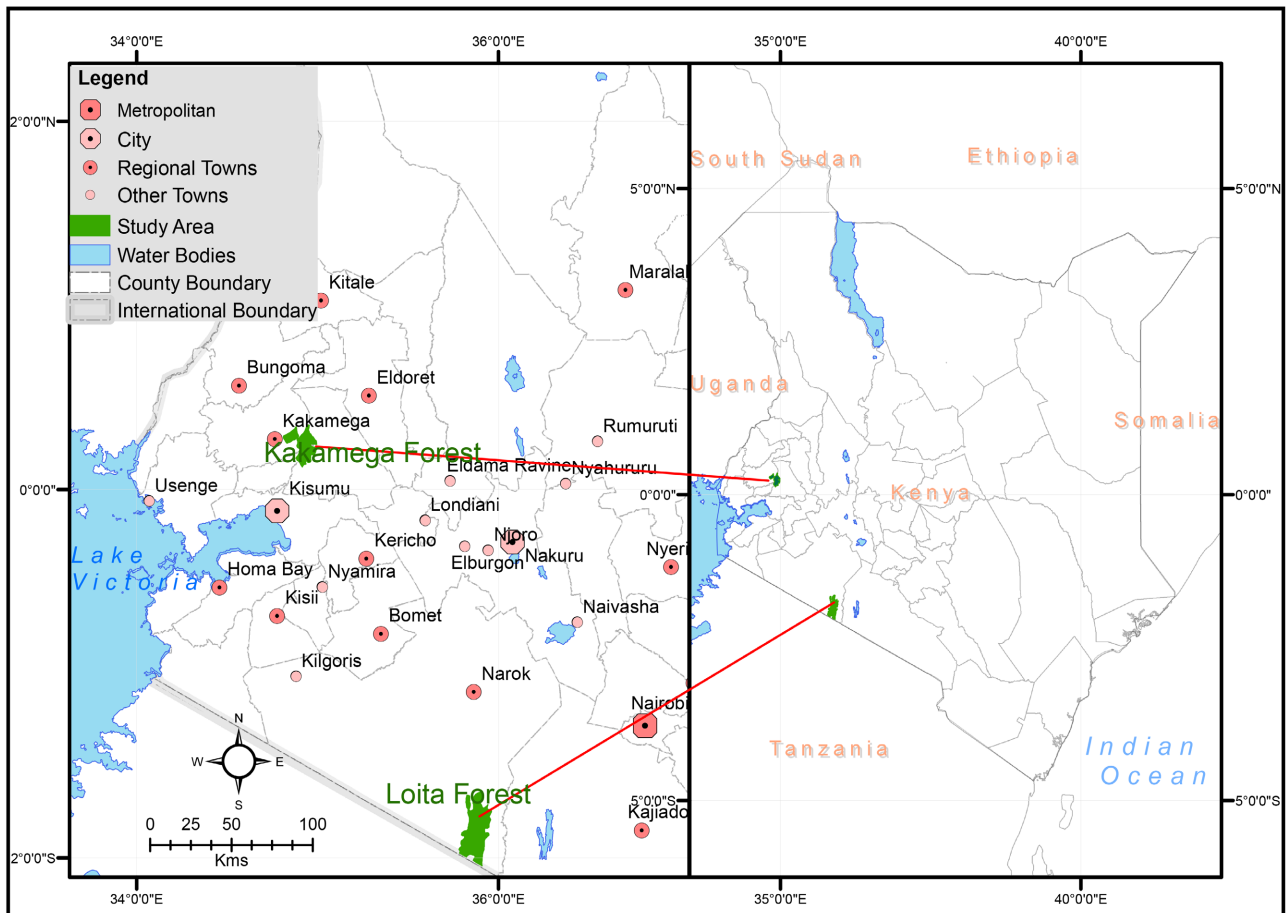 34°0'0"E
36°0'0"E
35°0'0"E
40°0'0"E
Legend
Metropolitan
City
Regional Towns
Other Towns
Study Area
Water Bodies
County Boundary
International Boundary
2°0'0"N
0°0'0"
2°0'0"S
Kitale
Maralal
Bungoma
Eldoret
Kakamega
Kakamega Forest
Rumuruti
Eldama Ravine
Nyahururu
Usenge
Kisumu
Londiani
Njoro
Kericho
Elburgon
Nakuru
Nyeri
Lake
Victoria
Homa Bay
Nyamira
Kisii
Bomet
Naivasha
Kilgoris
Narok
Nairobi
N
W
E
S
Loita Forest
Kajiado
0 25 50 100
Kms
South Sudan
Ethiopia
5°0'0"N
5°0'0"N
Uganda
Somalia
Kenya
0°0'0"
0°0'0"
Tanzania
Indian
Ocean
5°0'0"S
5°0'0"S
34°0'0"E
36°0'0"E
35°0'0"E
40°0'0"E